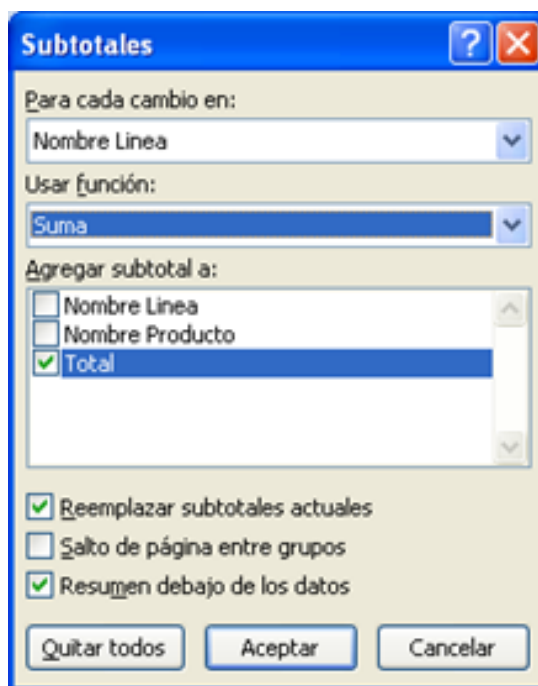 Subtotales
Para cada cambio en:
Nombre Linea
Usar función:
Suma
Agregar subtotal a:
Nombre Linea
Nombre Producto
Total
Reemplazar subtotales actuales
Salto de página entre grupos
Resumen debajo de los datos
Quitar todos Aceptar Cancelar